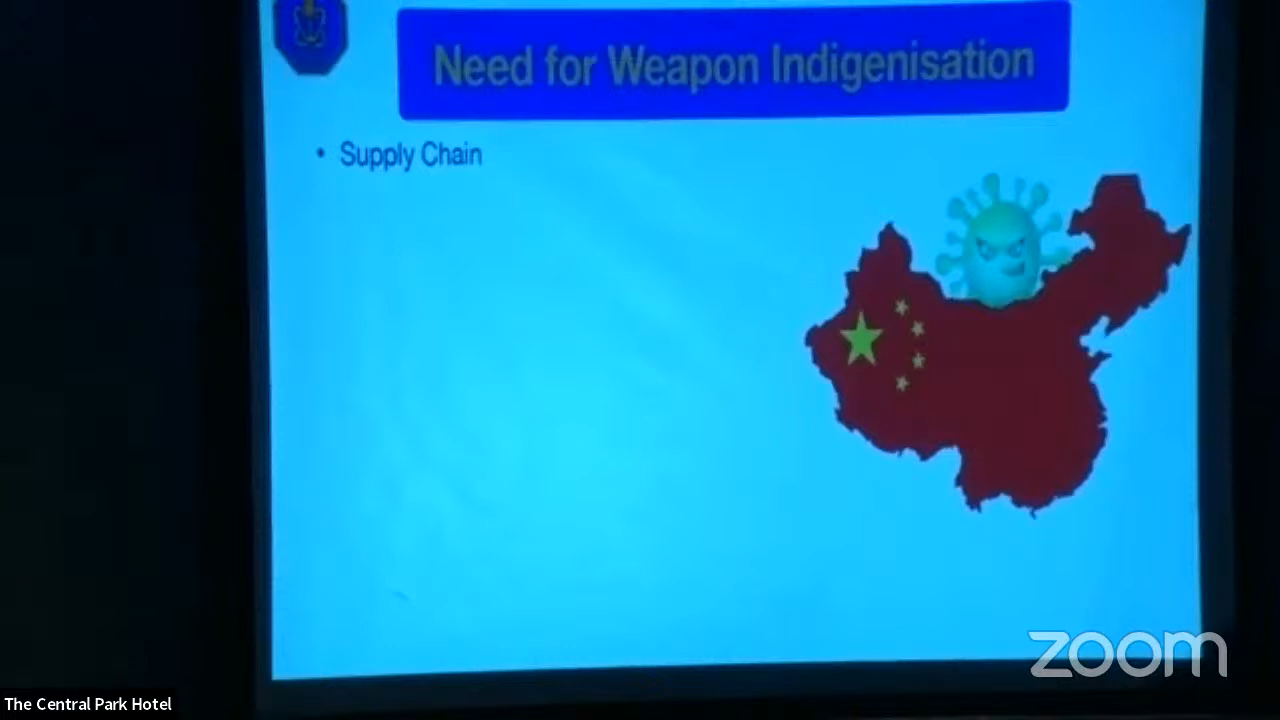 Need for Weapon Indigenisation
• Supply Chain
zoom
The Central Park Hotel